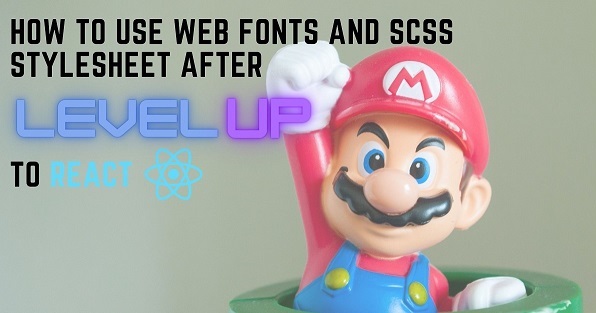 HOW TO USE WEB FONTS AND SCSS
STYLESHEET AFTER
LEVEL UP
TO REACT
M